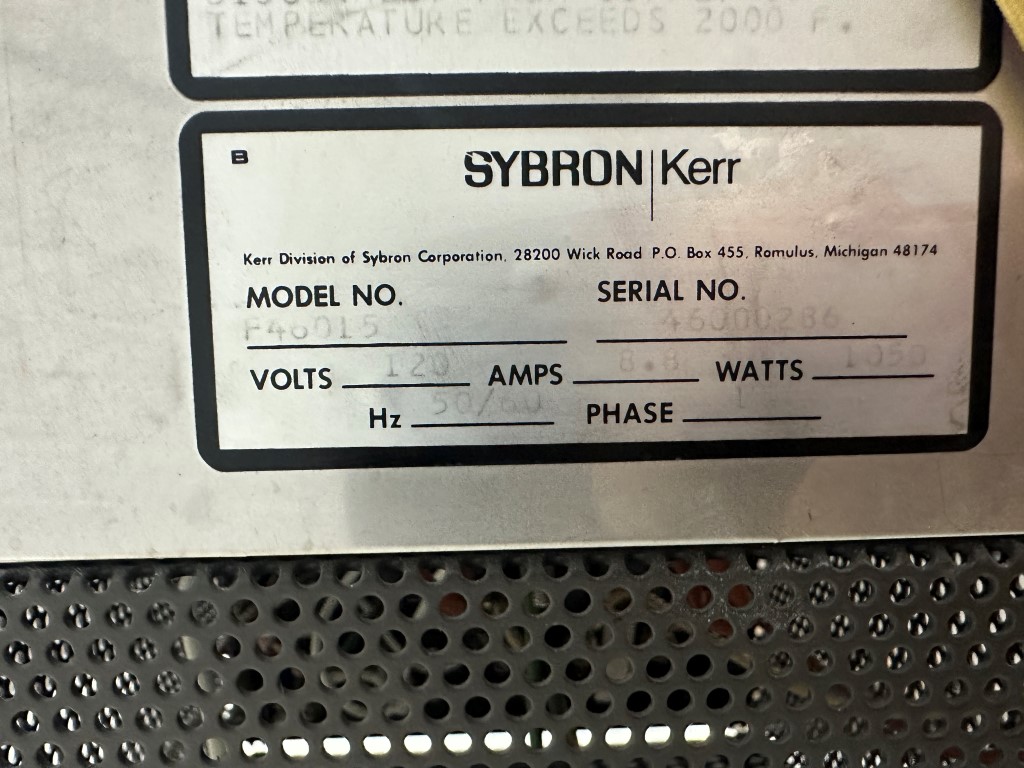 TEMPERATURE EXCEEDS 2000 F.
B
SYBRON | Kerr
Kerr Division of Sybron Corporation, 28200 Wick Road P.O. Box 455, Romulus, Michigan 48174
MODEL NO. SERIAL NO.
F46015 46000286
VOLTS 120 AMPS 8.8 WATTS 1050
Hz 50/60 PHASE 1